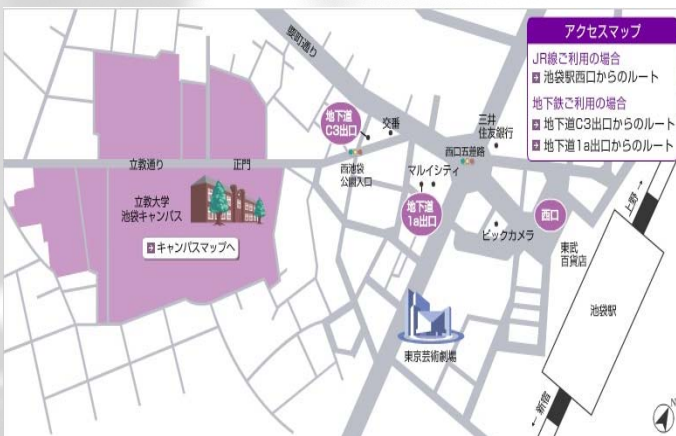 アクセスマップ
JR線ご利用の場合
池袋駅西口からのルート
地下鉄ご利用の場合
地下道C3出口からのルート
地下道1a出口からのルート
要町通り
地下道
C3出口
交番
三井
住友銀行
西池袋
公園入口
西口五差路
マルイシティ
地下道
1a出口
西口
ビックカメラ
東武
百貨店
上野→
池袋駅
←新宿
立教通り
正門
立教大学
池袋キャンパス
キャンパスマップへ
東京芸術劇場
N